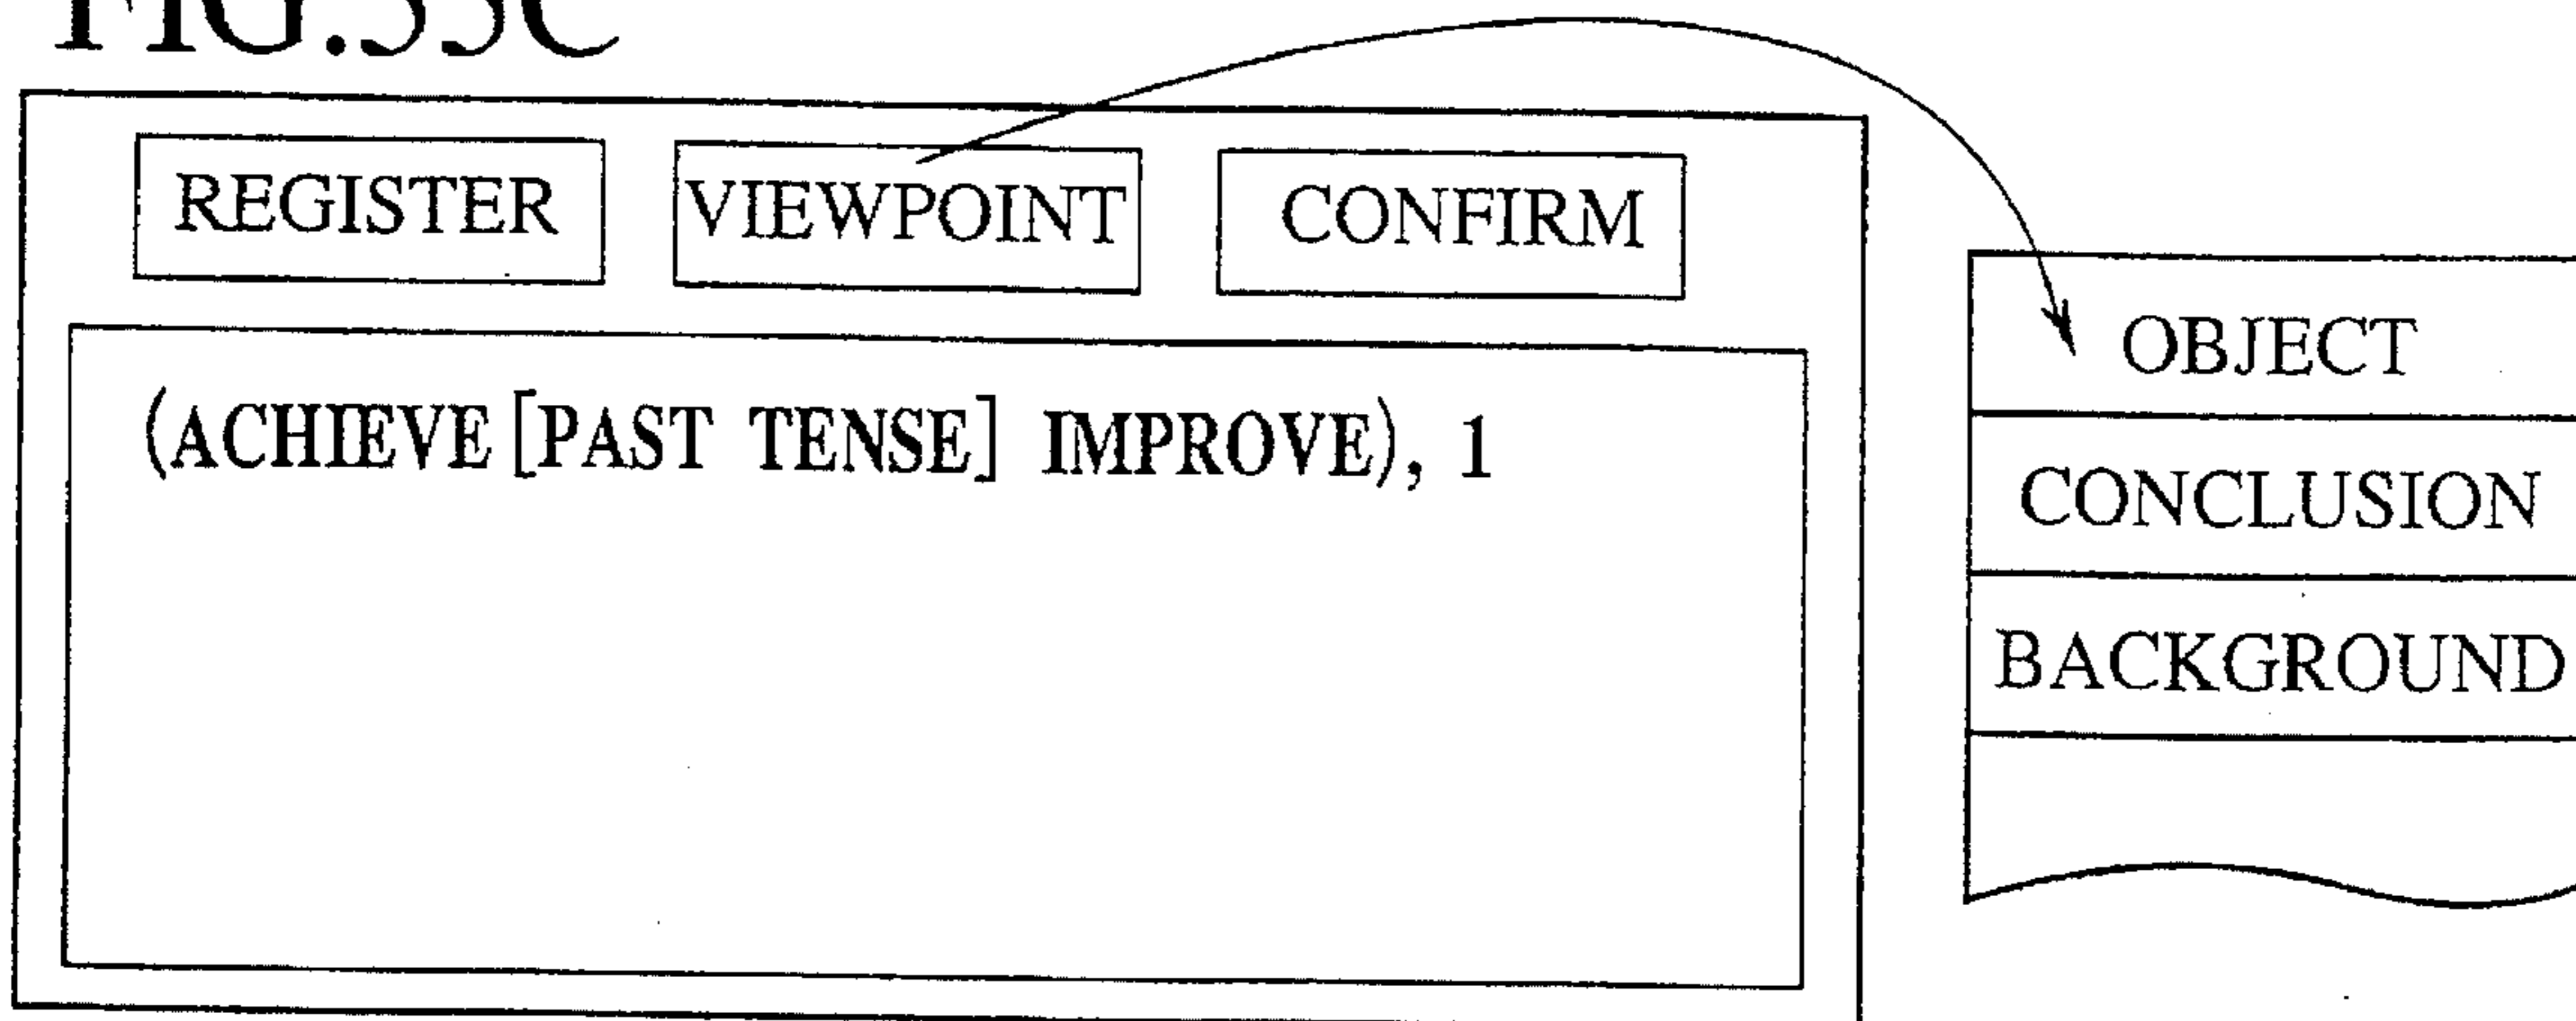 REGISTER VIEWPOINT CONFIRM
(ACHIEVE [PAST TENSE] IMPROVE), 1
OBJECT
CONCLUSION
BACKGROUND